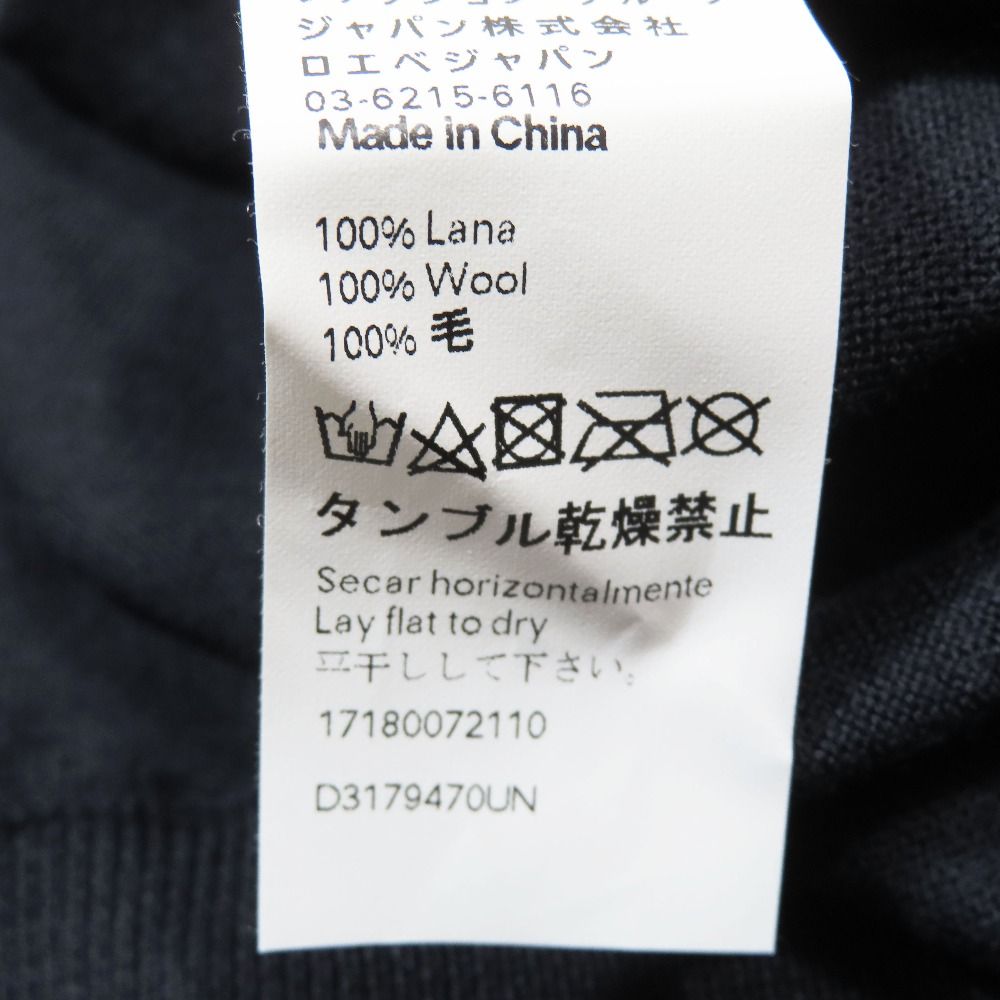 ジャパン株式会社
ロエベジャパン
03-6215-6116
Made in China
100% Lana
100% Wool
100% 毛
タンブル乾燥禁止
Secar horizontalmente
Lay flat to dry
平干しして下さい。
17180072110
D3179470UN